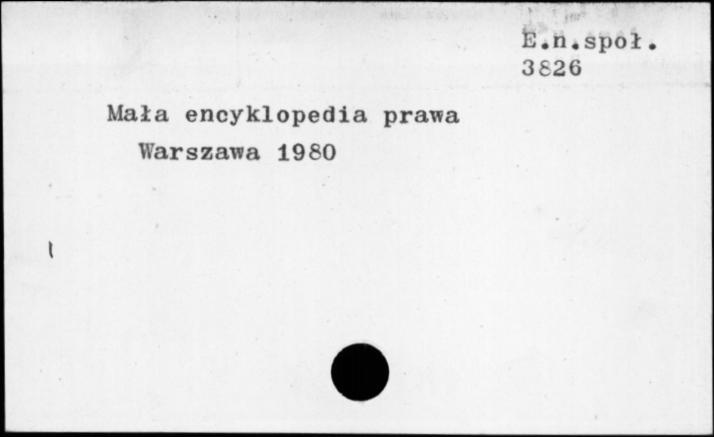 E.n.społ.
3826
Mała encyklopedia prawa
Warszawa 1980